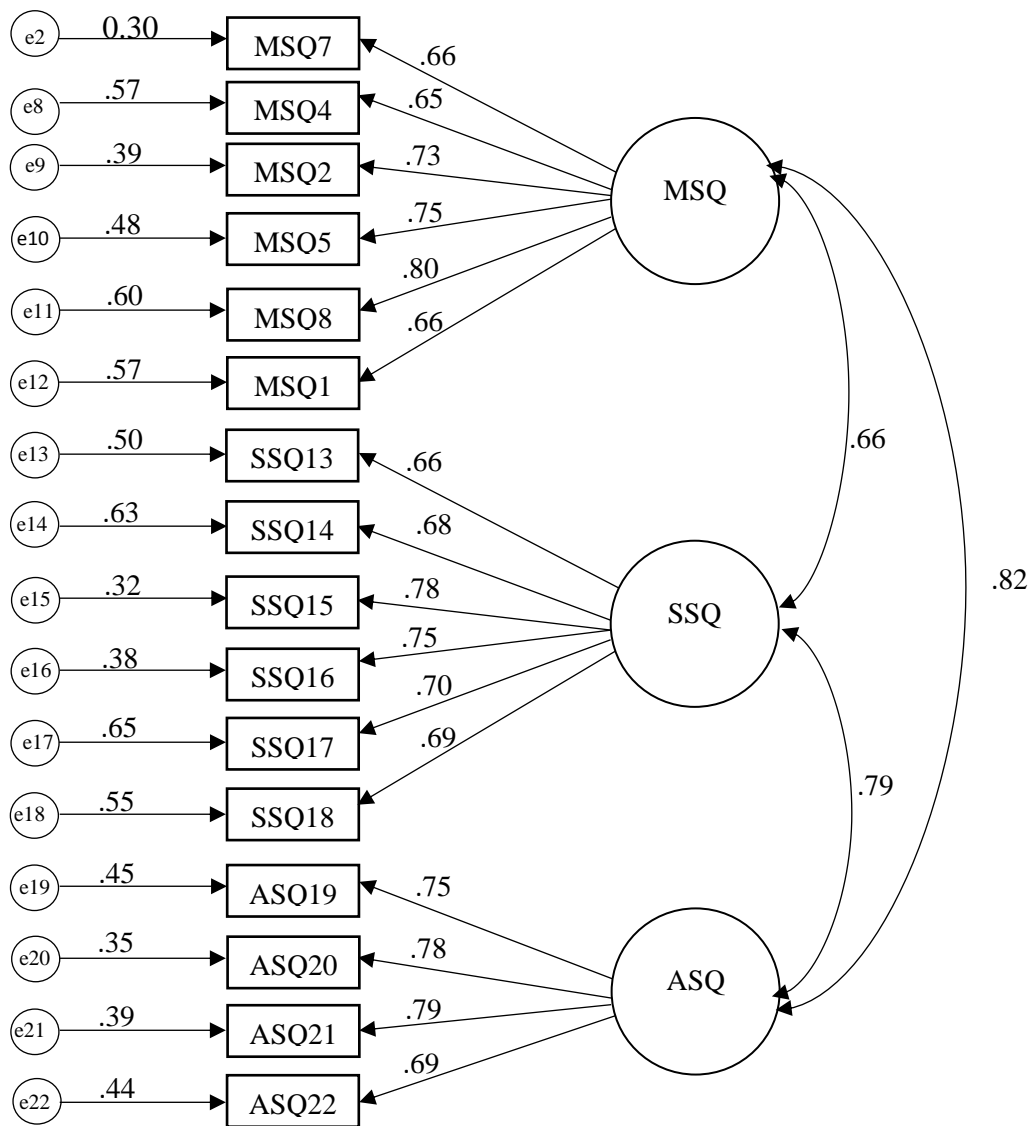 e2 0.30 MSQ7 .66
e8 .57 MSQ4 .65
e9 .39 MSQ2 .73 MSQ
e10 .48 MSQ5 .75
e11 .60 MSQ8 .80
e12 .57 MSQ1 .66
.66
e13 .50 SSQ13 .66
e14 .63 SSQ14 .68
e15 .32 SSQ15 .78 SSQ .82
e16 .38 SSQ16 .75
e17 .65 SSQ17 .70
e18 .55 SSQ18 .69
.79
e19 .45 ASQ19 .75
e20 .35 ASQ20 .78 ASQ
e21 .39 ASQ21 .79
e22 .44 ASQ22 .69